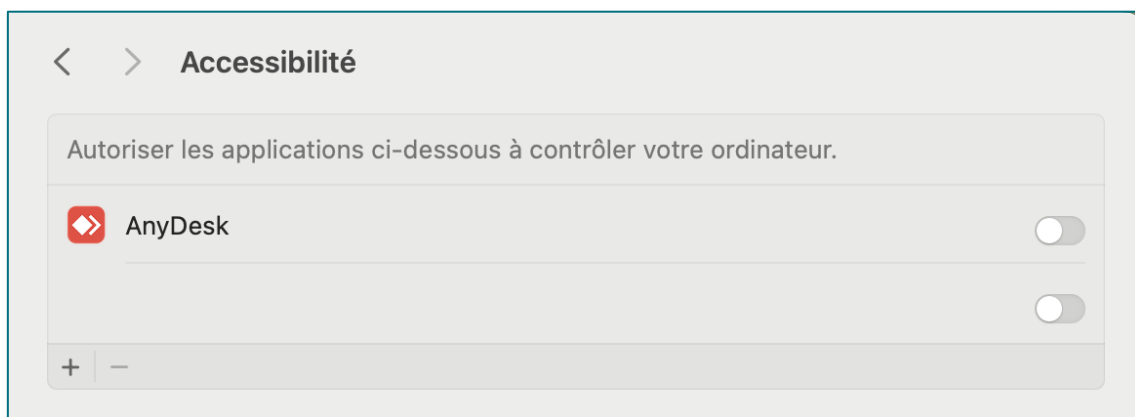 Accessibilité
Autoriser les applications ci-dessous à contrôler votre ordinateur.
AnyDesk